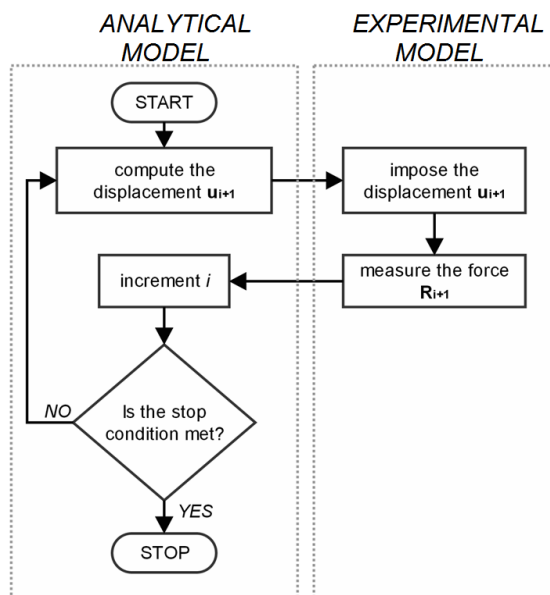 ANALYTICAL
MODEL
EXPERIMENTAL
MODEL
START
compute the
displacement uᵢ₊₁
impose the
displacement uᵢ₊₁
measure the force
Rᵢ₊₁
increment i
Is the stop
condition met?
NO
YES
STOP